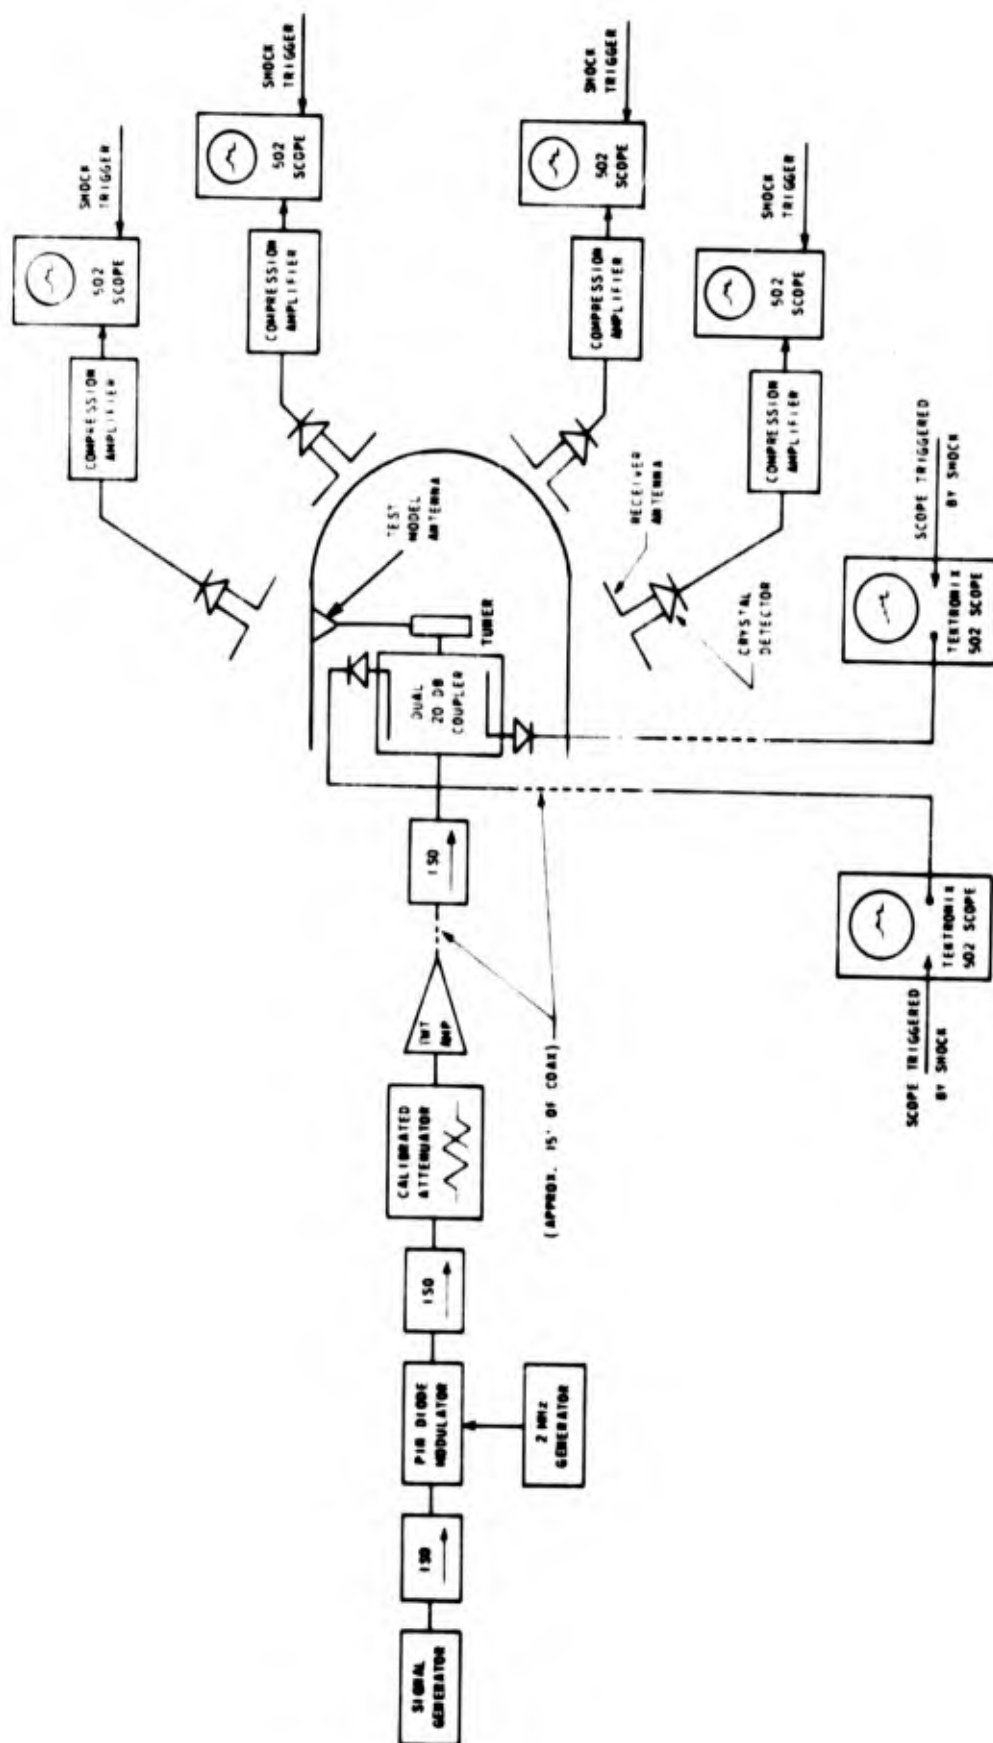 SIGNAL
GENERATOR
ISO
PIN DIODE
MODULATOR
2 MHz
GENERATOR
ISO
CALIBRATED
ATTENUATOR
TWT
AMP
(APPROX. 15' OF COAX)
ISO
DUAL
20 DB
COUPLER
TUNER
TEST
MODEL
ANTENNA
RECEIVER
ANTENNA
CRYSTAL
DETECTOR
COMPRESSION
AMPLIFIER
502
SCOPE
SHOCK
TRIGGER
COMPRESSION
AMPLIFIER
502
SCOPE
SHOCK
TRIGGER
COMPRESSION
AMPLIFIER
502
SCOPE
SHOCK
TRIGGER
COMPRESSION
AMPLIFIER
502
SCOPE
SHOCK
TRIGGER
SCOPE TRIGGERED
BY SHOCK
TEKTRONIX
502 SCOPE
TEKTRONIX
502 SCOPE
SCOPE TRIGGERED
BY SHOCK